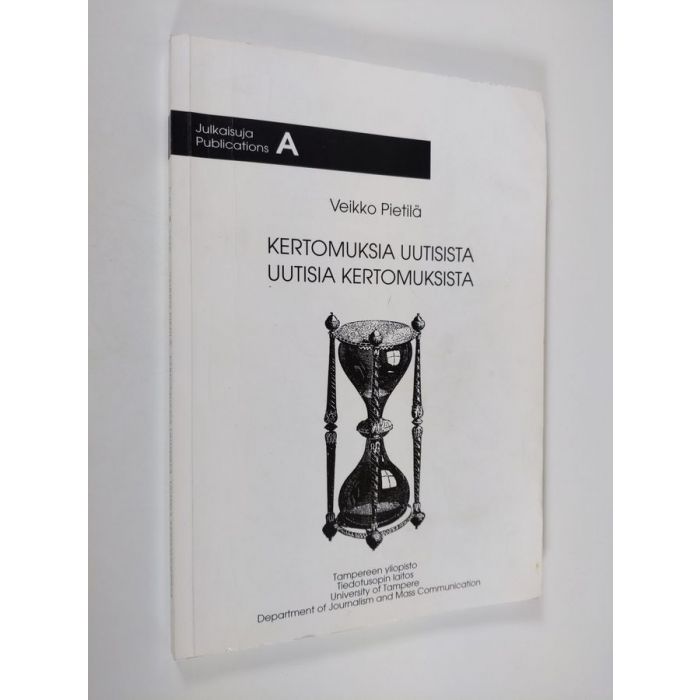 Julkaisuja
Publications A
Veikko Pietilä
KERTOMUKSIA UUTISISTA
UUTISIA KERTOMUKSISTA
Tampereen yliopisto
Tiedotusopin laitos
University of Tampere
Department of Journalism and Mass Communication